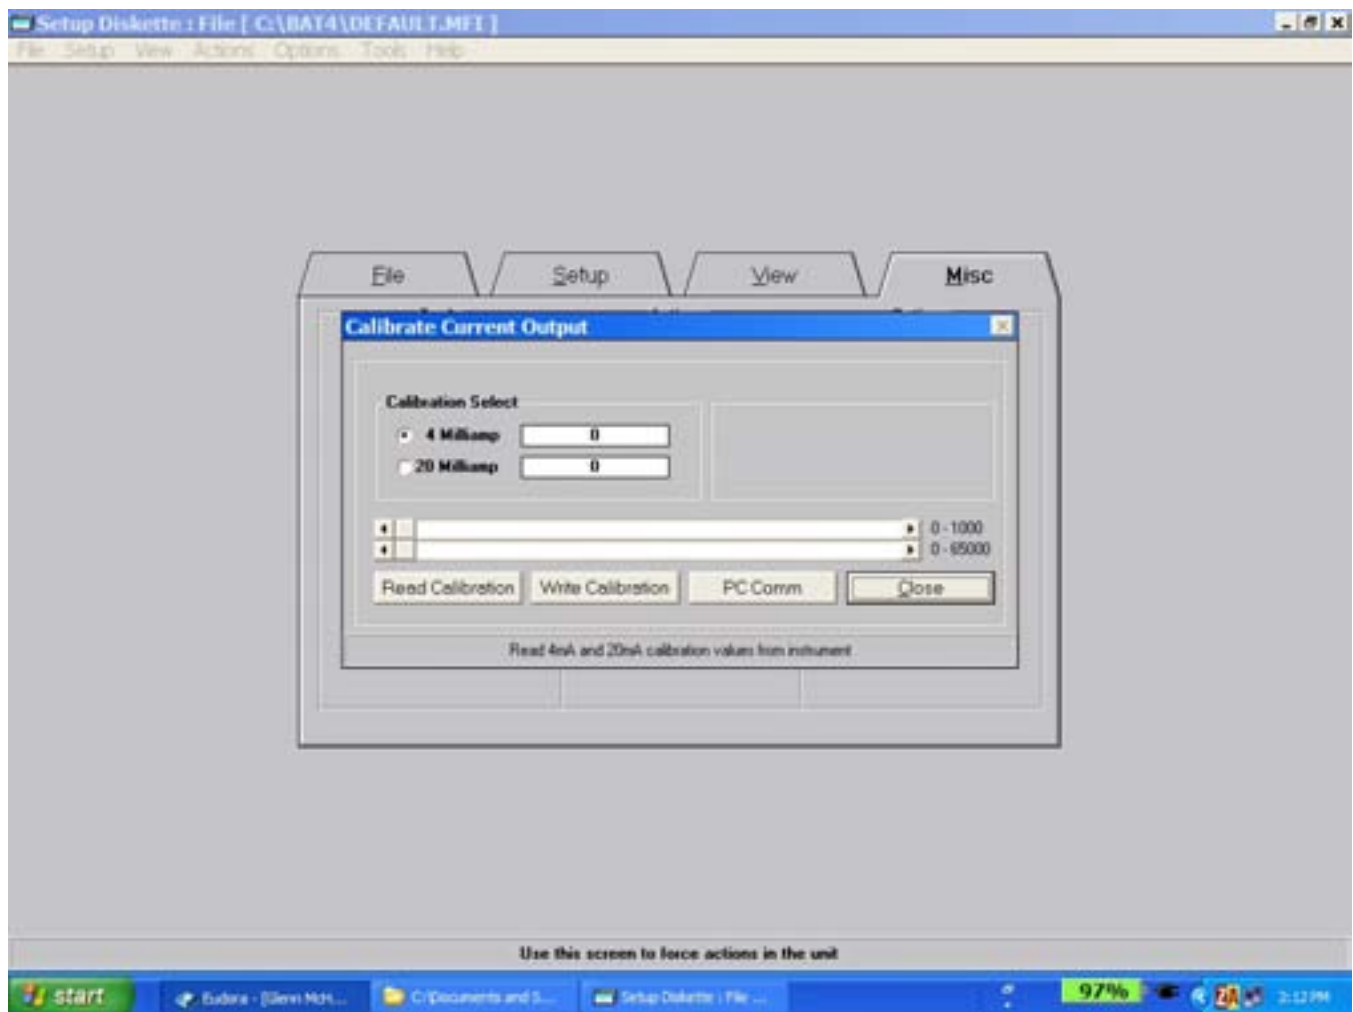 Setup Diskette : File [ C:\BAT4\DEFAULT.MFI ]
File Setup View Actions Options Tools Help
File Setup View Misc
Calibrate Current Output
Calibration Select
4 Milliamp 0
20 Milliamp 0
0 - 1000
0 - 65000
Read Calibration Write Calibration PC Comm Close
Read 4mA and 20mA calibration values from instrument
Use this screen to force actions in the unit
start Eudora - [Glenn McH... C:\Documents and S... Setup Diskette : File ... 97% ZA 2:12 PM